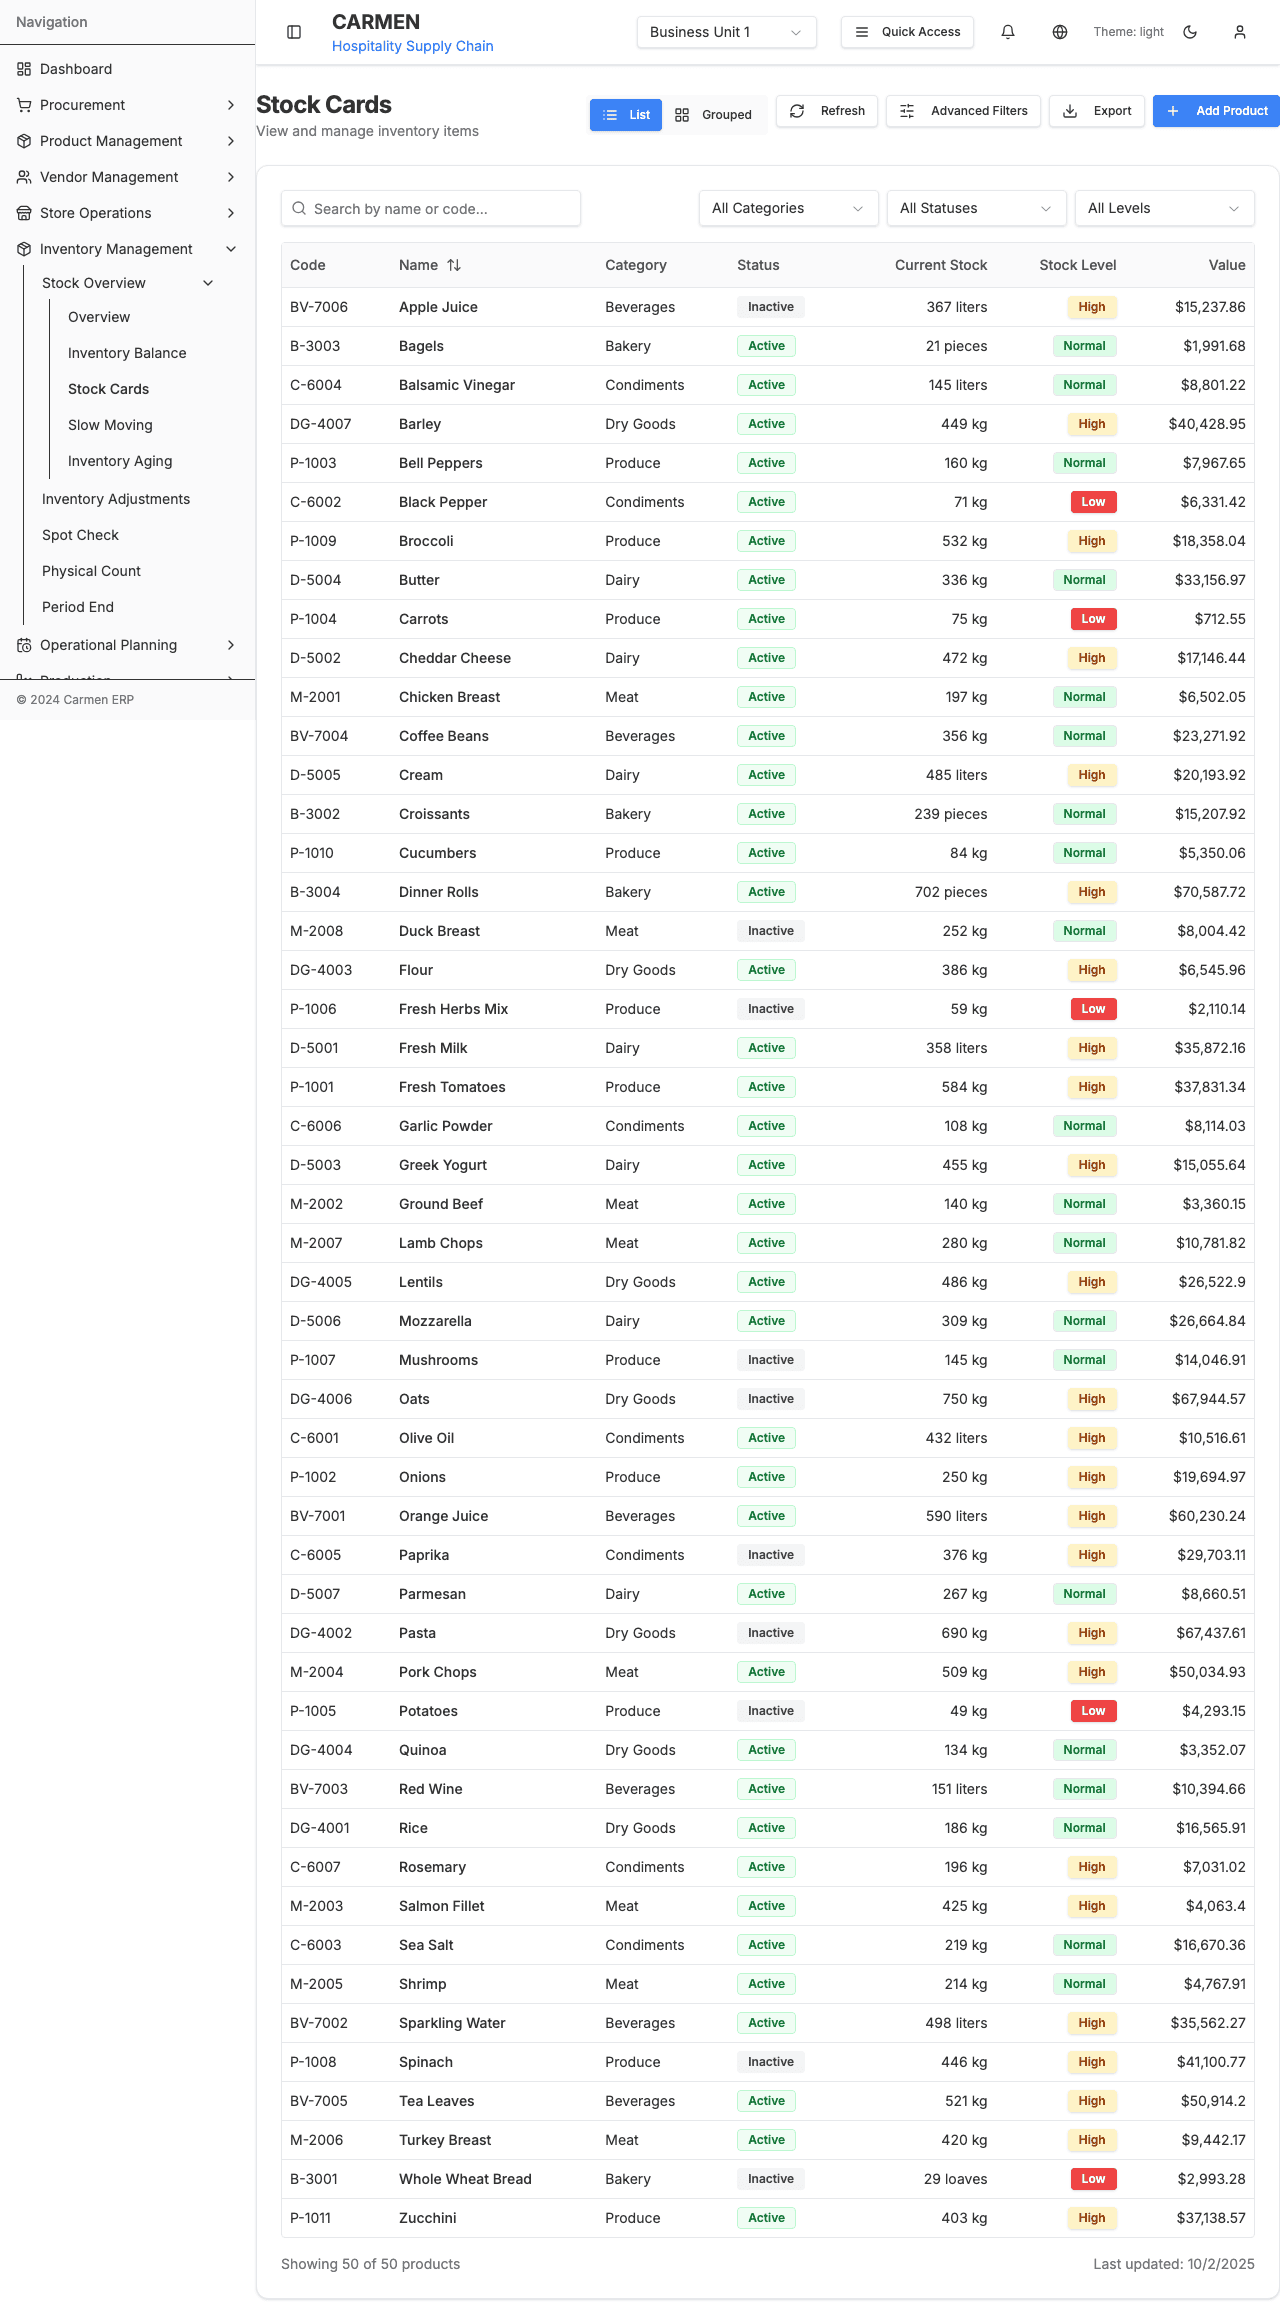 Navigation
Dashboard
Procurement
Product Management
Vendor Management
Store Operations
Inventory Management
Stock Overview
Overview
Inventory Balance
Stock Cards
Slow Moving
Inventory Aging
Inventory Adjustments
Spot Check
Physical Count
Period End
Operational Planning
Production
© 2024 Carmen ERP
CARMEN
Hospitality Supply Chain
Business Unit 1
Quick Access
Theme: light
Stock Cards
View and manage inventory items
List Grouped Refresh Advanced Filters Export Add Product
Search by name or code... All Categories All Statuses All Levels
Code Name Category Status Current Stock Stock Level Value
BV-7006 Apple Juice Beverages Inactive 367 liters High $15,237.86
B-3003 Bagels Bakery Active 21 pieces Normal $1,991.68
C-6004 Balsamic Vinegar Condiments Active 145 liters Normal $8,801.22
DG-4007 Barley Dry Goods Active 449 kg High $40,428.95
P-1003 Bell Peppers Produce Active 160 kg Normal $7,967.65
C-6002 Black Pepper Condiments Active 71 kg Low $6,331.42
P-1009 Broccoli Produce Active 532 kg High $18,358.04
D-5004 Butter Dairy Active 336 kg Normal $33,156.97
P-1004 Carrots Produce Active 75 kg Low $712.55
D-5002 Cheddar Cheese Dairy Active 472 kg High $17,146.44
M-2001 Chicken Breast Meat Active 197 kg Normal $6,502.05
BV-7004 Coffee Beans Beverages Active 356 kg Normal $23,271.92
D-5005 Cream Dairy Active 485 liters High $20,193.92
B-3002 Croissants Bakery Active 239 pieces Normal $15,207.92
P-1010 Cucumbers Produce Active 84 kg Normal $5,350.06
B-3004 Dinner Rolls Bakery Active 702 pieces High $70,587.72
M-2008 Duck Breast Meat Inactive 252 kg Normal $8,004.42
DG-4003 Flour Dry Goods Active 386 kg High $6,545.96
P-1006 Fresh Herbs Mix Produce Inactive 59 kg Low $2,110.14
D-5001 Fresh Milk Dairy Active 358 liters High $35,872.16
P-1001 Fresh Tomatoes Produce Active 584 kg High $37,831.34
C-6006 Garlic Powder Condiments Active 108 kg Normal $8,114.03
D-5003 Greek Yogurt Dairy Active 455 kg High $15,055.64
M-2002 Ground Beef Meat Active 140 kg Normal $3,360.15
M-2007 Lamb Chops Meat Active 280 kg Normal $10,781.82
DG-4005 Lentils Dry Goods Active 486 kg High $26,522.9
D-5006 Mozzarella Dairy Active 309 kg Normal $26,664.84
P-1007 Mushrooms Produce Inactive 145 kg Normal $14,046.91
DG-4006 Oats Dry Goods Inactive 750 kg High $67,944.57
C-6001 Olive Oil Condiments Active 432 liters High $10,516.61
P-1002 Onions Produce Active 250 kg High $19,694.97
BV-7001 Orange Juice Beverages Active 590 liters High $60,230.24
C-6005 Paprika Condiments Inactive 376 kg High $29,703.11
D-5007 Parmesan Dairy Active 267 kg Normal $8,660.51
DG-4002 Pasta Dry Goods Inactive 690 kg High $67,437.61
M-2004 Pork Chops Meat Active 509 kg High $50,034.93
P-1005 Potatoes Produce Inactive 49 kg Low $4,293.15
DG-4004 Quinoa Dry Goods Active 134 kg Normal $3,352.07
BV-7003 Red Wine Beverages Active 151 liters Normal $10,394.66
DG-4001 Rice Dry Goods Active 186 kg Normal $16,565.91
C-6007 Rosemary Condiments Active 196 kg High $7,031.02
M-2003 Salmon Fillet Meat Active 425 kg High $4,063.4
C-6003 Sea Salt Condiments Active 219 kg Normal $16,670.36
M-2005 Shrimp Meat Active 214 kg Normal $4,767.91
BV-7002 Sparkling Water Beverages Active 498 liters High $35,562.27
P-1008 Spinach Produce Inactive 446 kg High $41,100.77
BV-7005 Tea Leaves Beverages Active 521 kg High $50,914.2
M-2006 Turkey Breast Meat Active 420 kg High $9,442.17
B-3001 Whole Wheat Bread Bakery Inactive 29 loaves Low $2,993.28
P-1011 Zucchini Produce Active 403 kg High $37,138.57
Showing 50 of 50 products Last updated: 10/2/2025